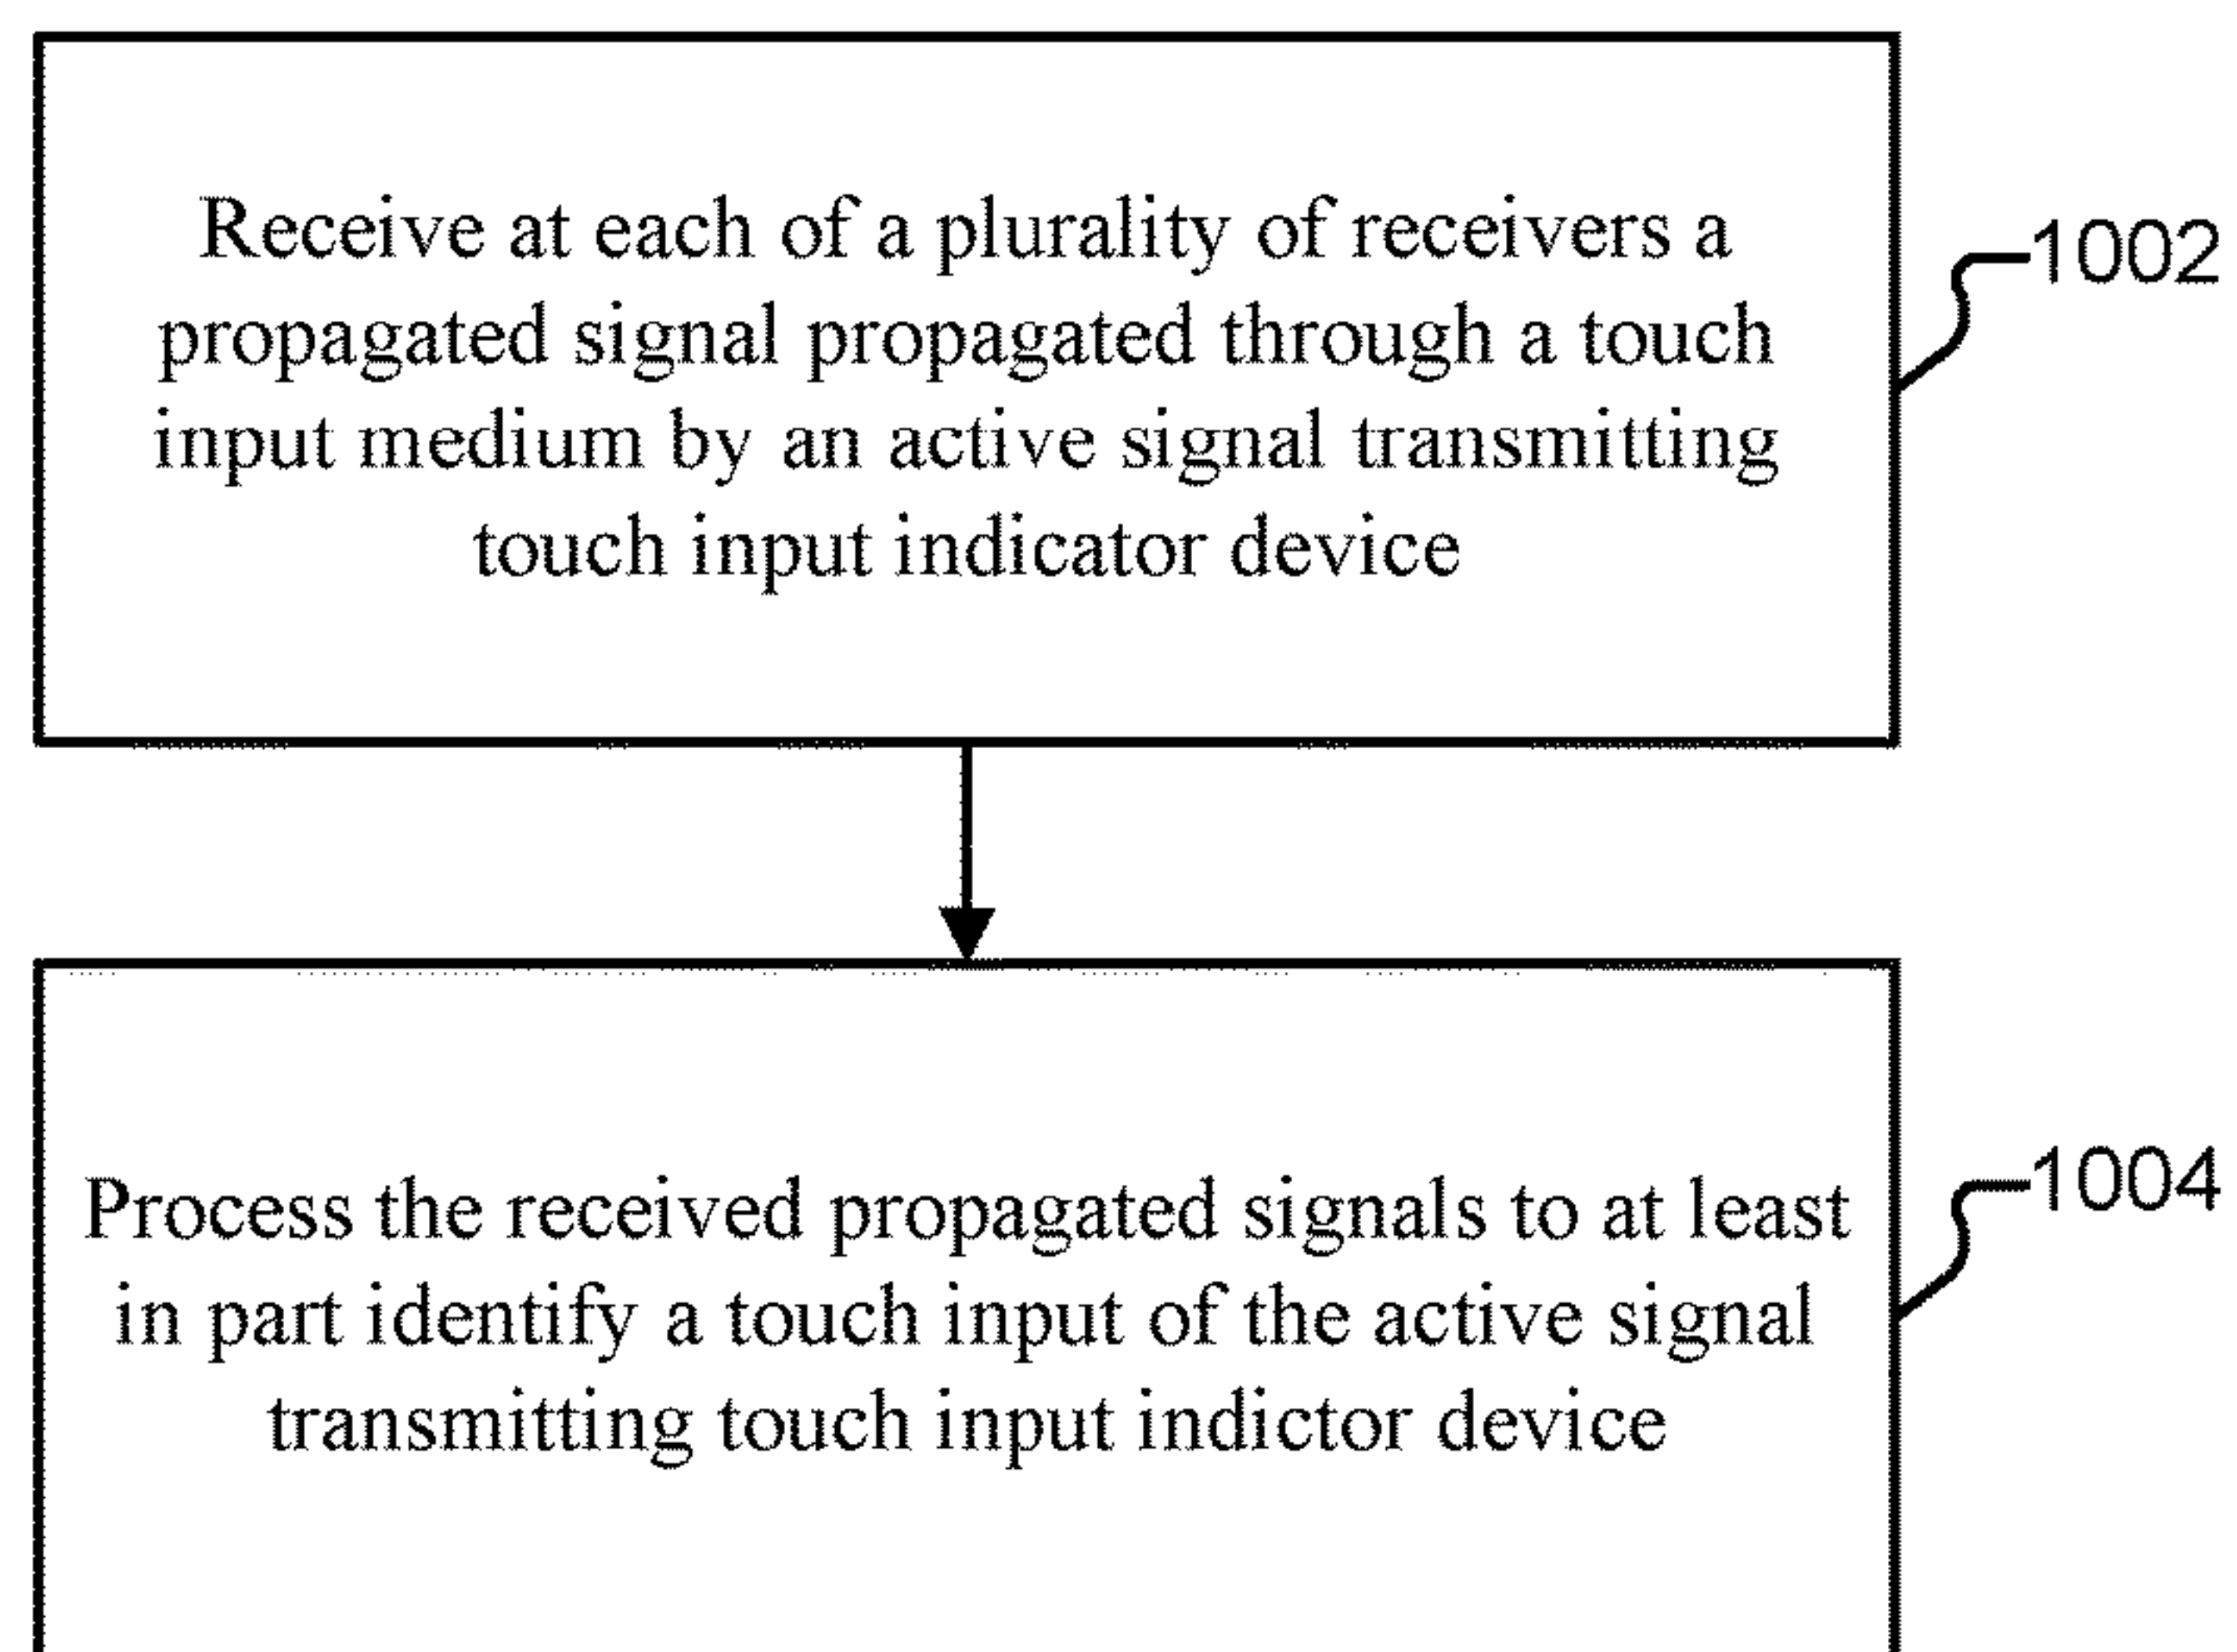 Receive at each of a plurality of receivers a
propagated signal propagated through a touch
input medium by an active signal transmitting
touch input indicator device
1002
Process the received propagated signals to at least
in part identify a touch input of the active signal
transmitting touch input indictor device
1004